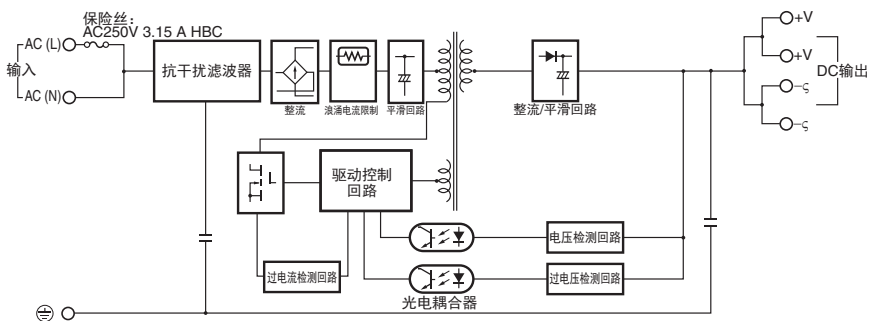 保险丝:
AC250V 3.15 A HBC
AC (L)
输入
AC (N)
抗干扰滤波器
整流
浪涌电流限制
平滑回路
整流/平滑回路
+V
+V
DC输出
−ς
−ς
驱动控制
回路
过电流检测回路
电压检测回路
过电压检测回路
光电耦合器